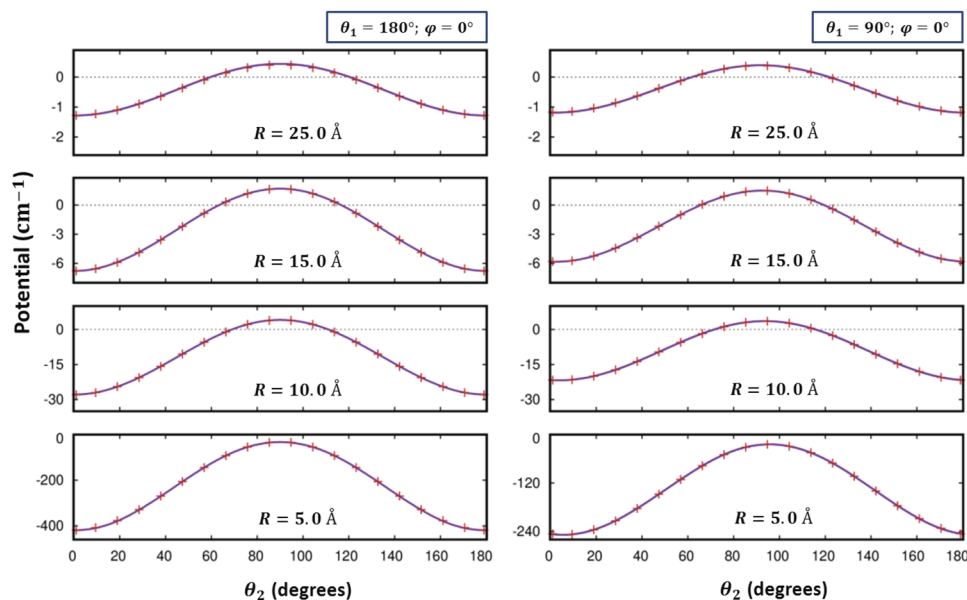 θ₁ = 180°; φ = 0°
θ₁ = 90°; φ = 0°
Potential (cm⁻¹)
0
-1
-2
R = 25.0 Å
0
-1
-2
R = 25.0 Å
0
-3
-6
R = 15.0 Å
0
-3
-6
R = 15.0 Å
0
-15
-30
R = 10.0 Å
0
-15
-30
R = 10.0 Å
0
-200
-400
R = 5.0 Å
0
-120
-240
R = 5.0 Å
0 20 40 60 80 100 120 140 160 180
0 20 40 60 80 100 120 140 160 180
θ₂ (degrees)
θ₂ (degrees)